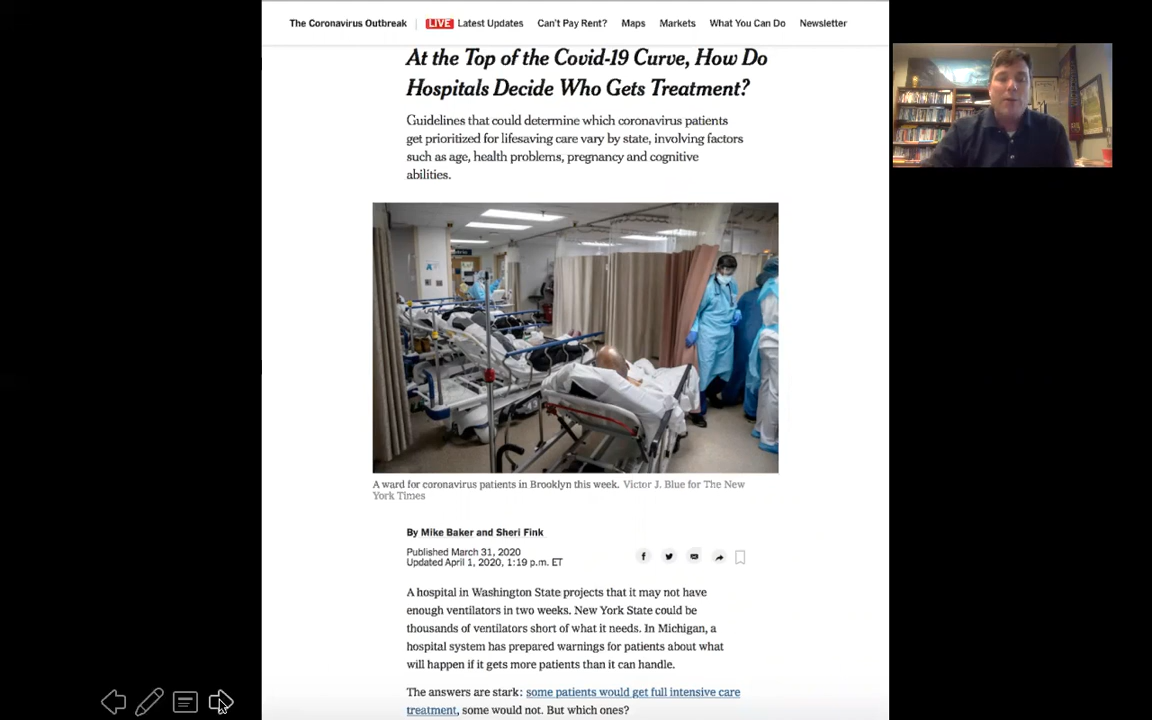 The Coronavirus Outbreak | LIVE Latest Updates Can't Pay Rent? Maps Markets What You Can Do Newsletter
At the Top of the Covid-19 Curve, How Do
Hospitals Decide Who Gets Treatment?
Guidelines that could determine which coronavirus patients
get prioritized for lifesaving care vary by state, involving factors
such as age, health problems, pregnancy and cognitive
abilities.
A ward for coronavirus patients in Brooklyn this week. Victor J. Blue for The New
York Times
By Mike Baker and Sheri Fink
Published March 31, 2020
Updated April 1, 2020, 1:19 p.m. ET
A hospital in Washington State projects that it may not have
enough ventilators in two weeks. New York State could be
thousands of ventilators short of what it needs. In Michigan, a
hospital system has prepared warnings for patients about what
will happen if it gets more patients than it can handle.
The answers are stark: some patients would get full intensive care
treatment, some would not. But which ones?